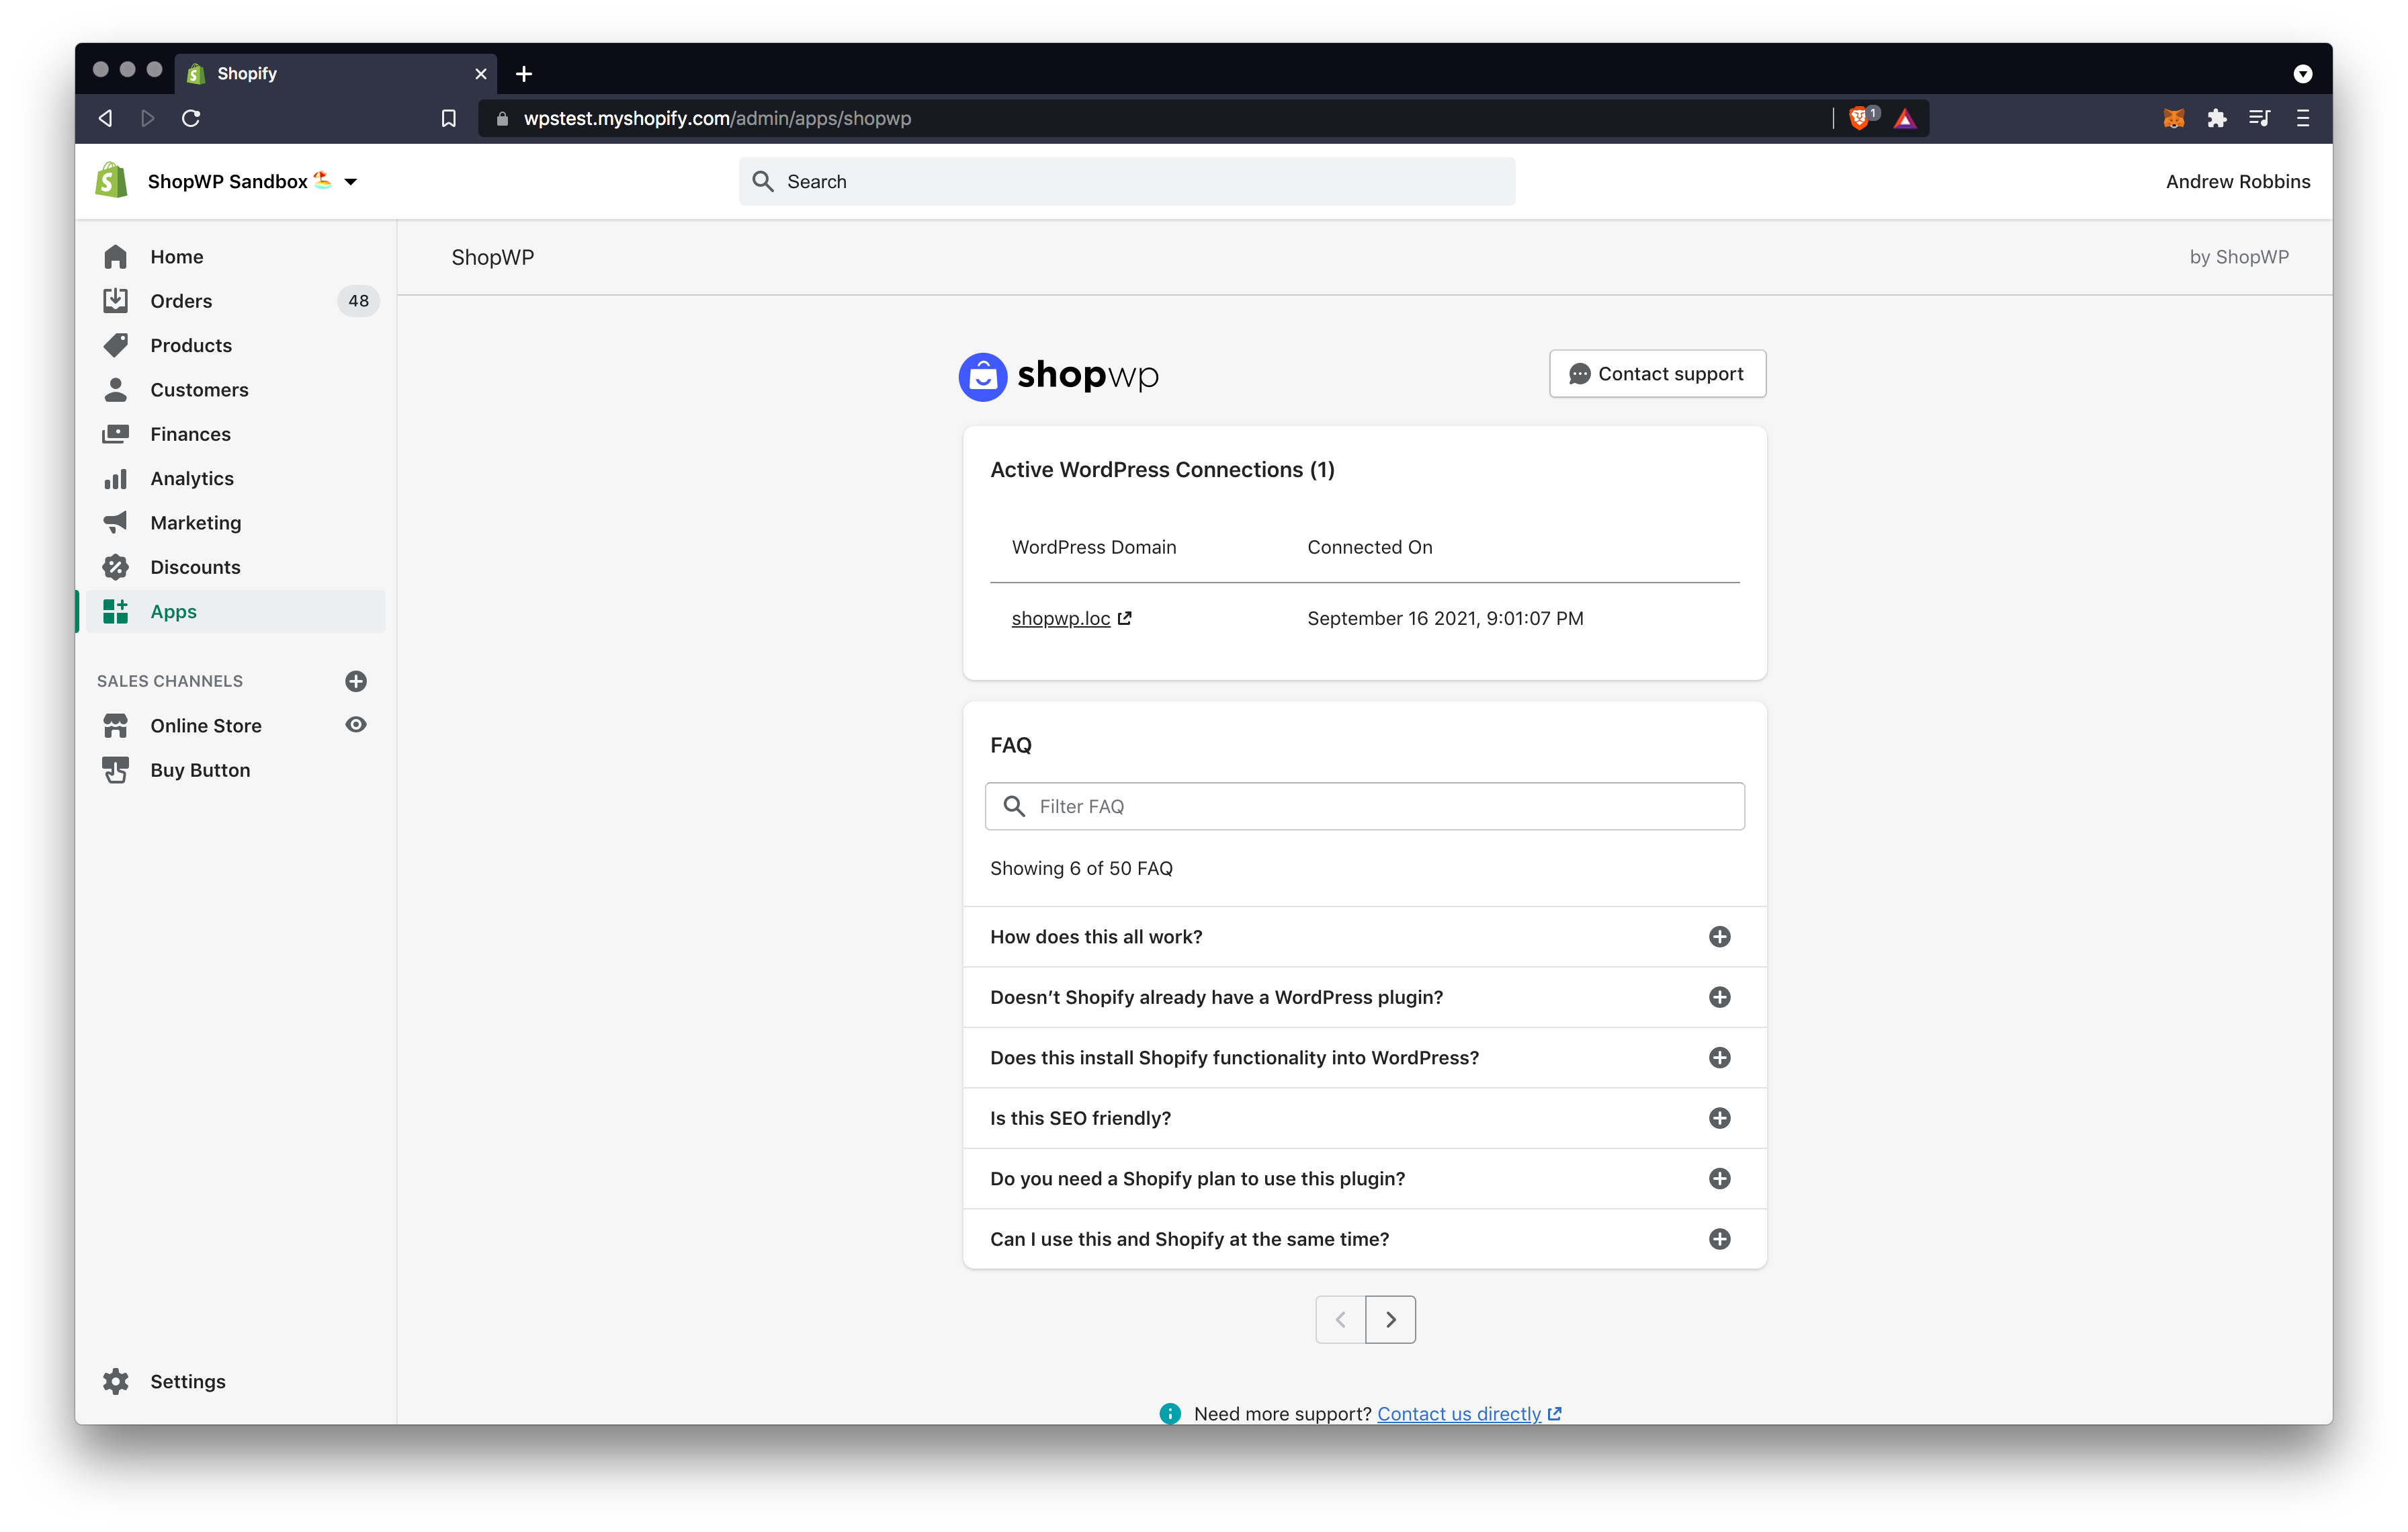 Shopify
wpstest.myshopify.com/admin/apps/shopwp
1
ShopWP Sandbox 🏖️
Search
Andrew Robbins
Home
Orders 48
Products
Customers
Finances
Analytics
Marketing
Discounts
Apps
SALES CHANNELS
Online Store
Buy Button
Settings
ShopWP
by ShopWP
shopwp
Contact support
Active WordPress Connections (1)
WordPress Domain Connected On
shopwp.loc September 16 2021, 9:01:07 PM
FAQ
Filter FAQ
Showing 6 of 50 FAQ
How does this all work?
Doesn’t Shopify already have a WordPress plugin?
Does this install Shopify functionality into WordPress?
Is this SEO friendly?
Do you need a Shopify plan to use this plugin?
Can I use this and Shopify at the same time?
Need more support? Contact us directly